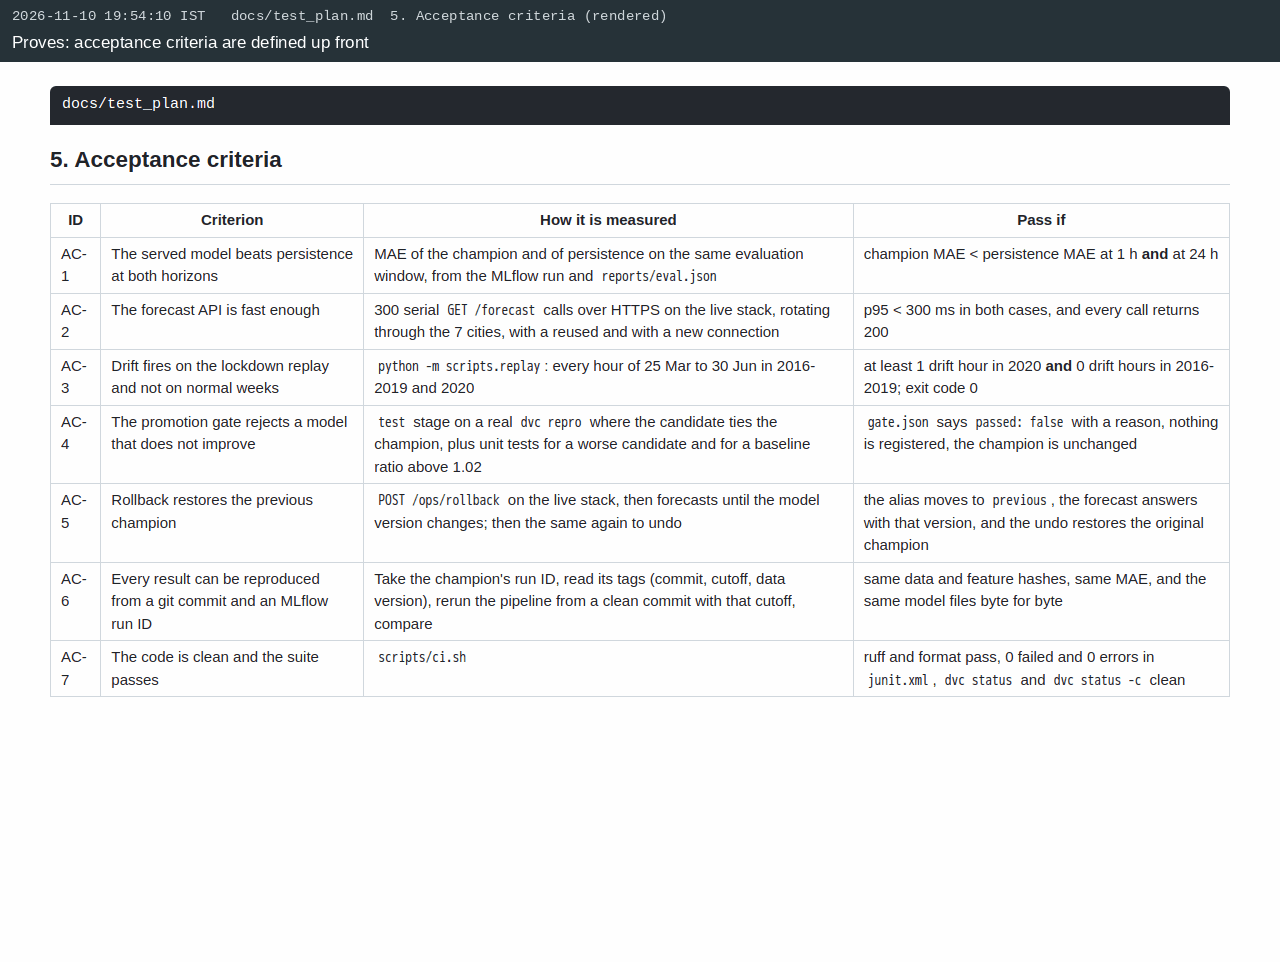 2026-11-10 19:54:10 IST   docs/test_plan.md  5. Acceptance criteria (rendered)
Proves: acceptance criteria are defined up front
docs/test_plan.md
5. Acceptance criteria
ID Criterion How it is measured Pass if
AC-1 The served model beats persistence at both horizons MAE of the champion and of persistence on the same evaluation window, from the MLflow run and reports/eval.json champion MAE < persistence MAE at 1 h and at 24 h
AC-2 The forecast API is fast enough 300 serial GET /forecast calls over HTTPS on the live stack, rotating through the 7 cities, with a reused and with a new connection p95 < 300 ms in both cases, and every call returns 200
AC-3 Drift fires on the lockdown replay and not on normal weeks python -m scripts.replay: every hour of 25 Mar to 30 Jun in 2016-2019 and 2020 at least 1 drift hour in 2020 and 0 drift hours in 2016-2019; exit code 0
AC-4 The promotion gate rejects a model that does not improve test stage on a real dvc repro where the candidate ties the champion, plus unit tests for a worse candidate and for a baseline ratio above 1.02 gate.json says passed: false with a reason, nothing is registered, the champion is unchanged
AC-5 Rollback restores the previous champion POST /ops/rollback on the live stack, then forecasts until the model version changes; then the same again to undo the alias moves to previous, the forecast answers with that version, and the undo restores the original champion
AC-6 Every result can be reproduced from a git commit and an MLflow run ID Take the champion's run ID, read its tags (commit, cutoff, data version), rerun the pipeline from a clean commit with that cutoff, compare same data and feature hashes, same MAE, and the same model files byte for byte
AC-7 The code is clean and the suite passes scripts/ci.sh ruff and format pass, 0 failed and 0 errors in junit.xml, dvc status and dvc status -c clean